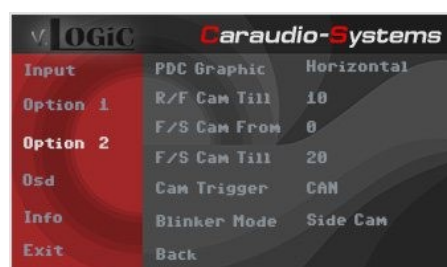 v.LOGiC Caraudio-Systems
Input PDC Graphic Horizontal
Option 1 R/F Cam Till 10
F/S Cam From 0
Option 2
F/S Cam Till 20
Osd Cam Trigger CAN
Info Blinker Mode Side Cam
Exit Back